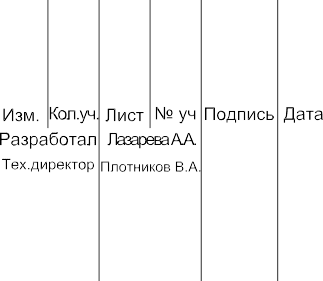 Изм. Кол.уч. Лист № уч Подпись Дата
Разработал Лазарева А.А.
Тех.директор Плотников В.А.